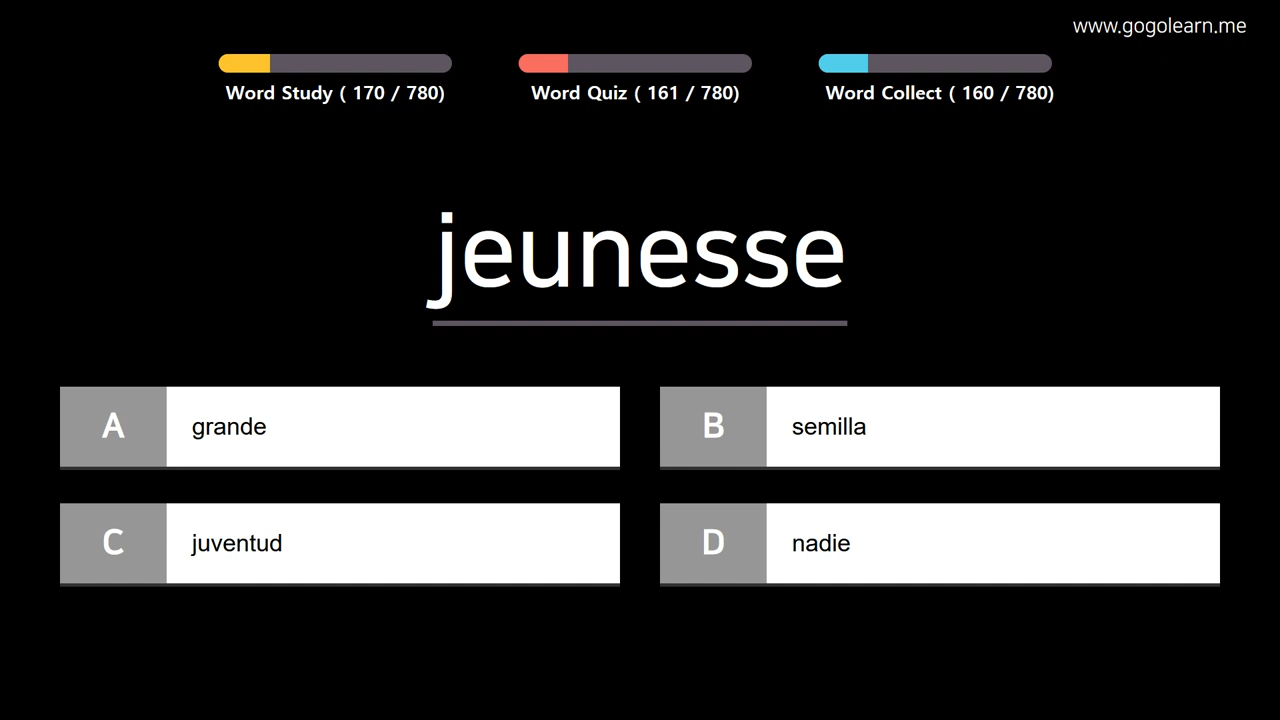 www.gogolearn.me
Word Study ( 170 / 780)
Word Quiz ( 161 / 780)
Word Collect ( 160 / 780)
jeunesse
A grande
B semilla
C juventud
D nadie